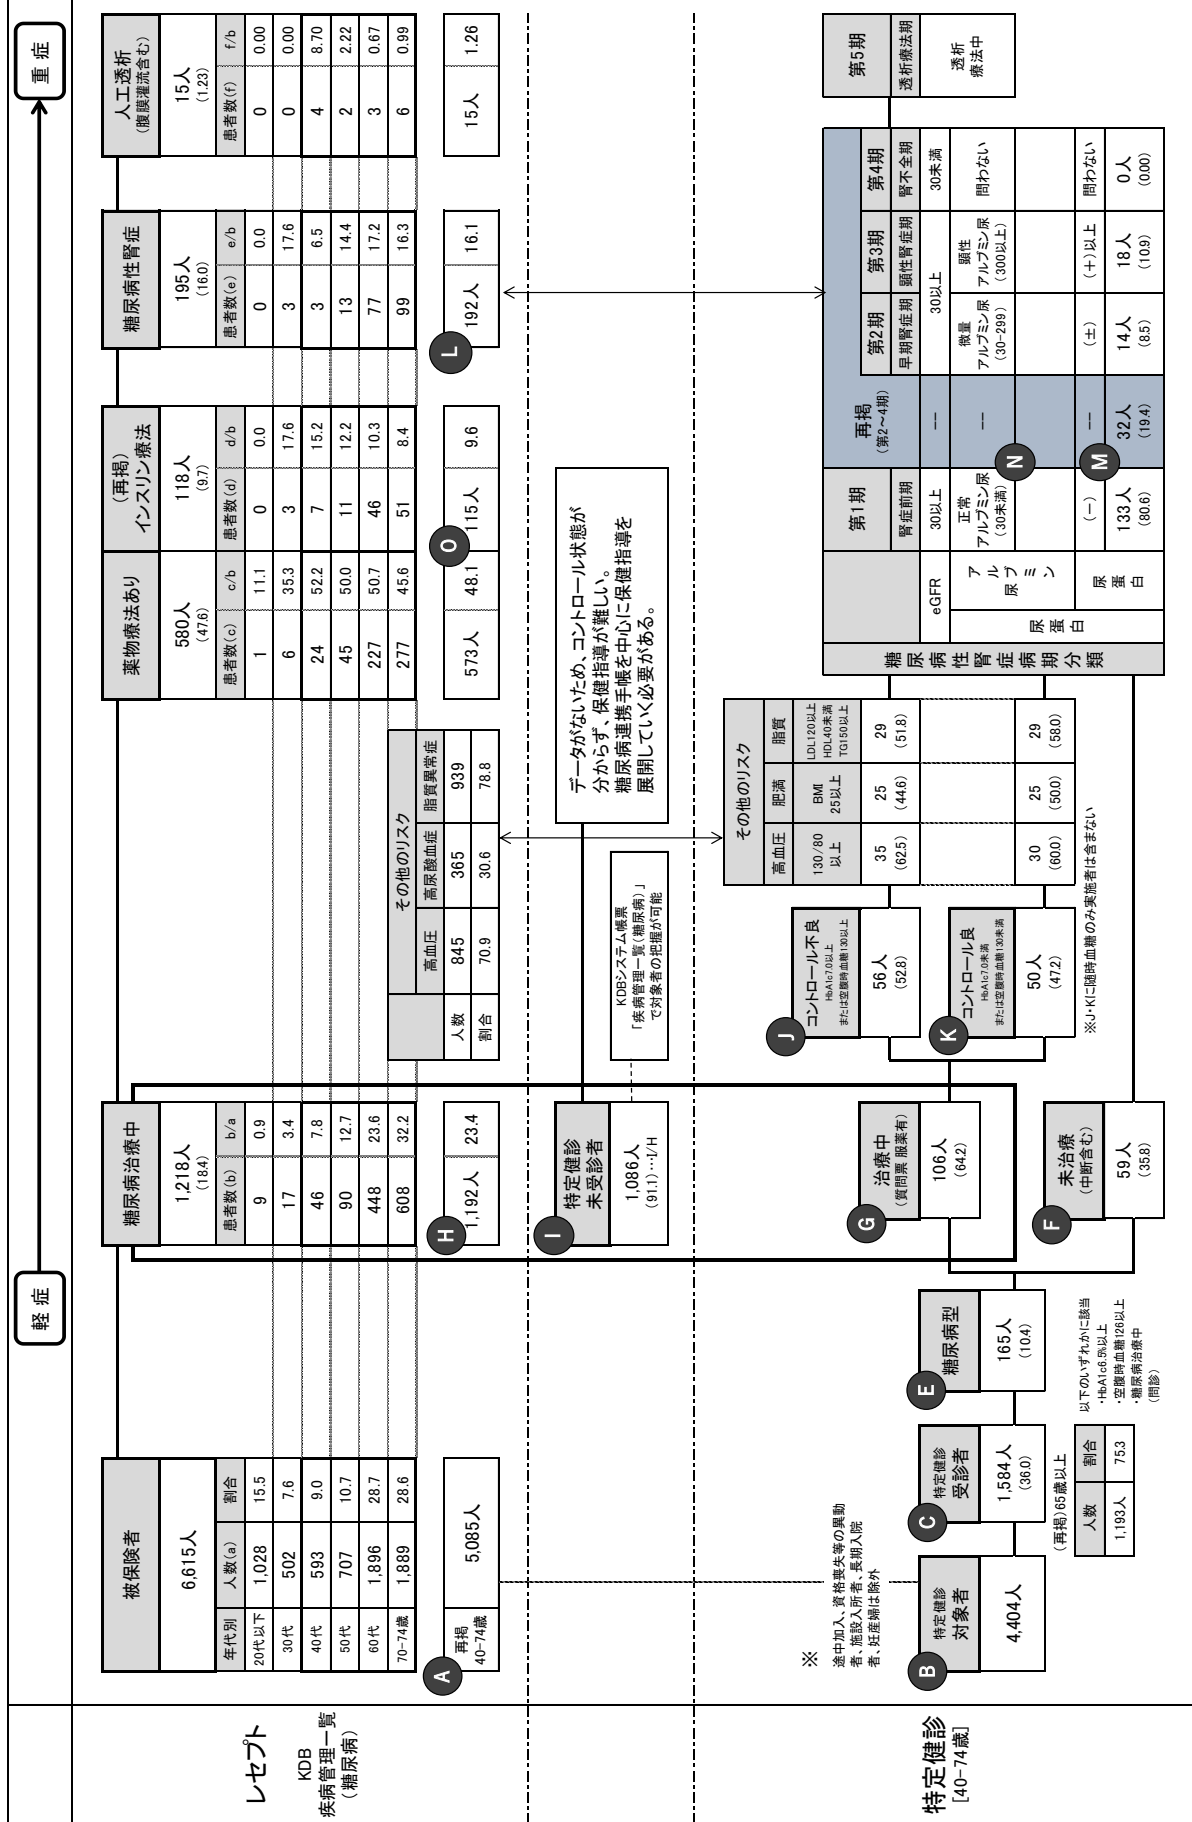 軽症
重症
レセプト
KDB
疾病管理一覧
(糖尿病)
被保険者
6,615人
年代別 人数(a) 割合
20代以下 1,028 15.5
30代 502 7.6
40代 593 9.0
50代 707 10.7
60代 1,896 28.7
70-74歳 1,889 28.6
A
再掲
40-74歳
5,085人
糖尿病治療中
1,218人
(18.4)
患者数(b) b/a
9 0.9
17 3.4
46 7.8
90 12.7
448 23.6
608 32.2
H
1,192人 23.4
その他のリスク
高血圧 高尿酸血症 脂質異常症
人数 845 365 939
割合 70.9 30.6 78.8
薬物療法あり
580人
(47.6)
患者数(c) c/b
1 11.1
6 35.3
24 52.2
45 50.0
227 50.7
277 45.6
573人 48.1
(再掲)
インスリン療法
118人
(9.7)
患者数(d) d/b
0 0.0
3 17.6
7 15.2
11 12.2
46 10.3
51 8.4
O
115人 9.6
糖尿病性腎症
195人
(16.0)
患者数(e) e/b
0 0.0
3 17.6
3 6.5
13 14.4
77 17.2
99 16.3
L
192人 16.1
人工透析
(腹膜灌流含む)
15人
(1.23)
患者数(f) f/b
0 0.00
0 0.00
4 8.70
2 2.22
3 0.67
6 0.99
15人 1.26
I
特定健診
未受診者
1,086人
(91.1)…I/H
KDBシステム帳票
「疾病管理一覧(糖尿病)」
で対象者の把握が可能
データがないため、コントロール状態が
分からず、保健指導が難しい。
糖尿病連携手帳を中心に保健指導を
展開していく必要がある。
特定健診
[40-74歳]
※
途中加入、資格喪失等の異動
者、施設入所者、長期入院
者、妊産婦は除外
B
特定健診
対象者
4,404人
C
特定健診
受診者
1,584人
(36.0)
(再掲)65歳以上
人数 割合
1,193人 75.3
E
糖尿病型
165人
(10.4)
以下のいずれかに該当
・HbA1c6.5%以上
・空腹時血糖126以上
・糖尿病治療中
(問診)
G
治療中
(質問票 服薬有)
106人
(64.2)
F
未治療
(中断含む)
59人
(35.8)
J
コントロール不良
HbA1c7.0以上
または空腹時血糖130以上
56人
(52.8)
K
コントロール良
HbA1c7.0未満
または空腹時血糖130未満
50人
(47.2)
※J・Kに随時血糖のみ実施者は含まない
その他のリスク
高血圧 肥満 脂質
130/80
以上
BMI
25以上
LDL120以上
HDL40未満
TG150以上
35 25 29
(62.5) (44.6) (51.8)
30 25 29
(60.0) (50.0) (58.0)
糖尿病性腎症病期分類
第1期
再掲
(第2～4期)
第2期 第3期 第4期 第5期
腎症前期 早期腎症期 顕性腎症期 腎不全期 透析療法期
eGFR 30以上 -- 30以上 30未満
尿蛋白
尿アルブミン
正常
アルブミン尿
(30未満)
--
微量
アルブミン尿
(30-299)
顕性
アルブミン尿
(300以上)
問わない
透析
療法中
N
尿蛋白
(-) -- (±) (+)以上 問わない
M
133人 32人 14人 18人 0人
(80.6) (19.4) (8.5) (10.9) (0.00)